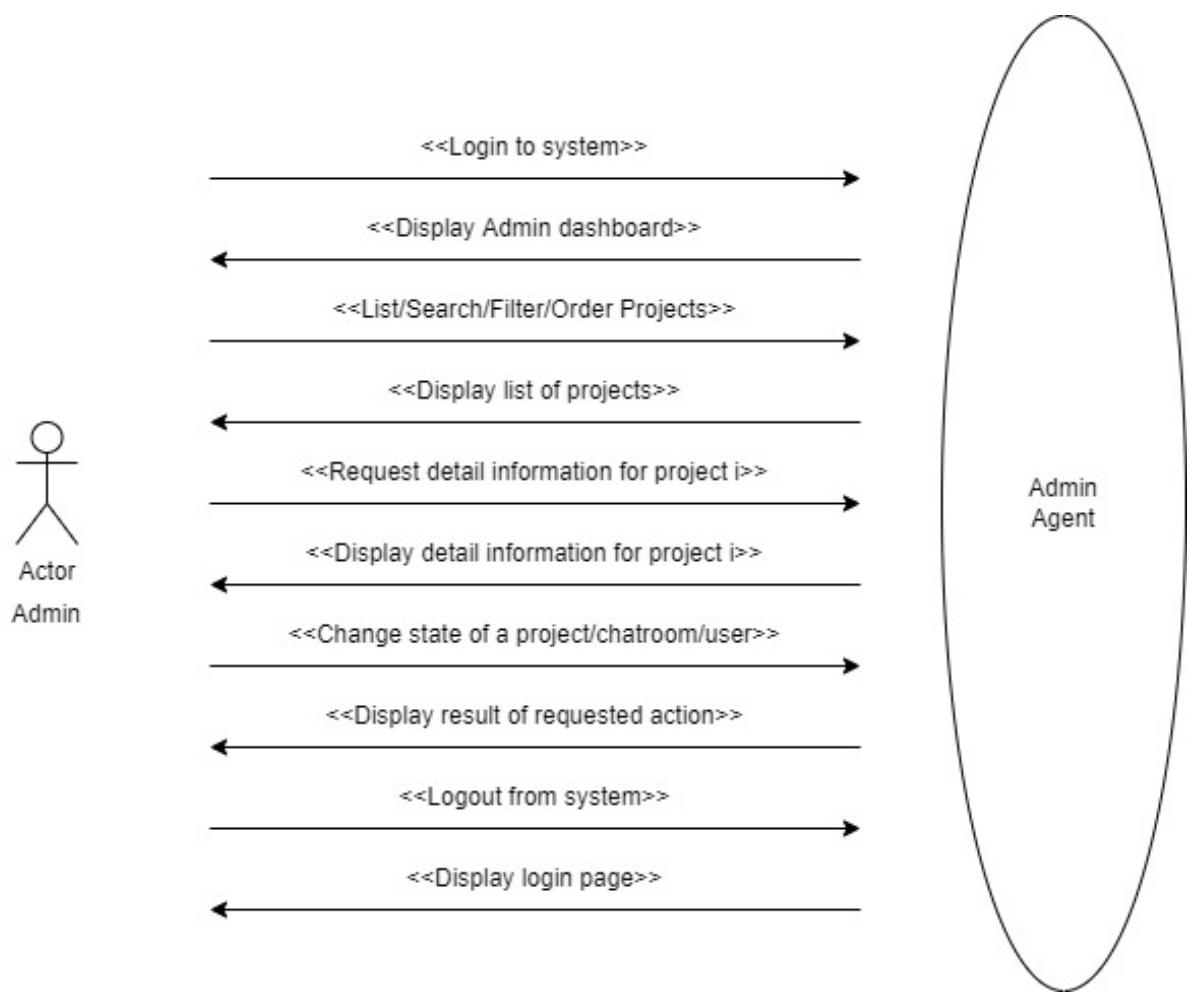 <<Login to system>>
<<Display Admin dashboard>>
<<List/Search/Filter/Order Projects>>
<<Display list of projects>>
<<Request detail information for project i>>
<<Display detail information for project i>>
<<Change state of a project/chatroom/user>>
<<Display result of requested action>>
<<Logout from system>>
<<Display login page>>
Actor
Admin
Admin
Agent